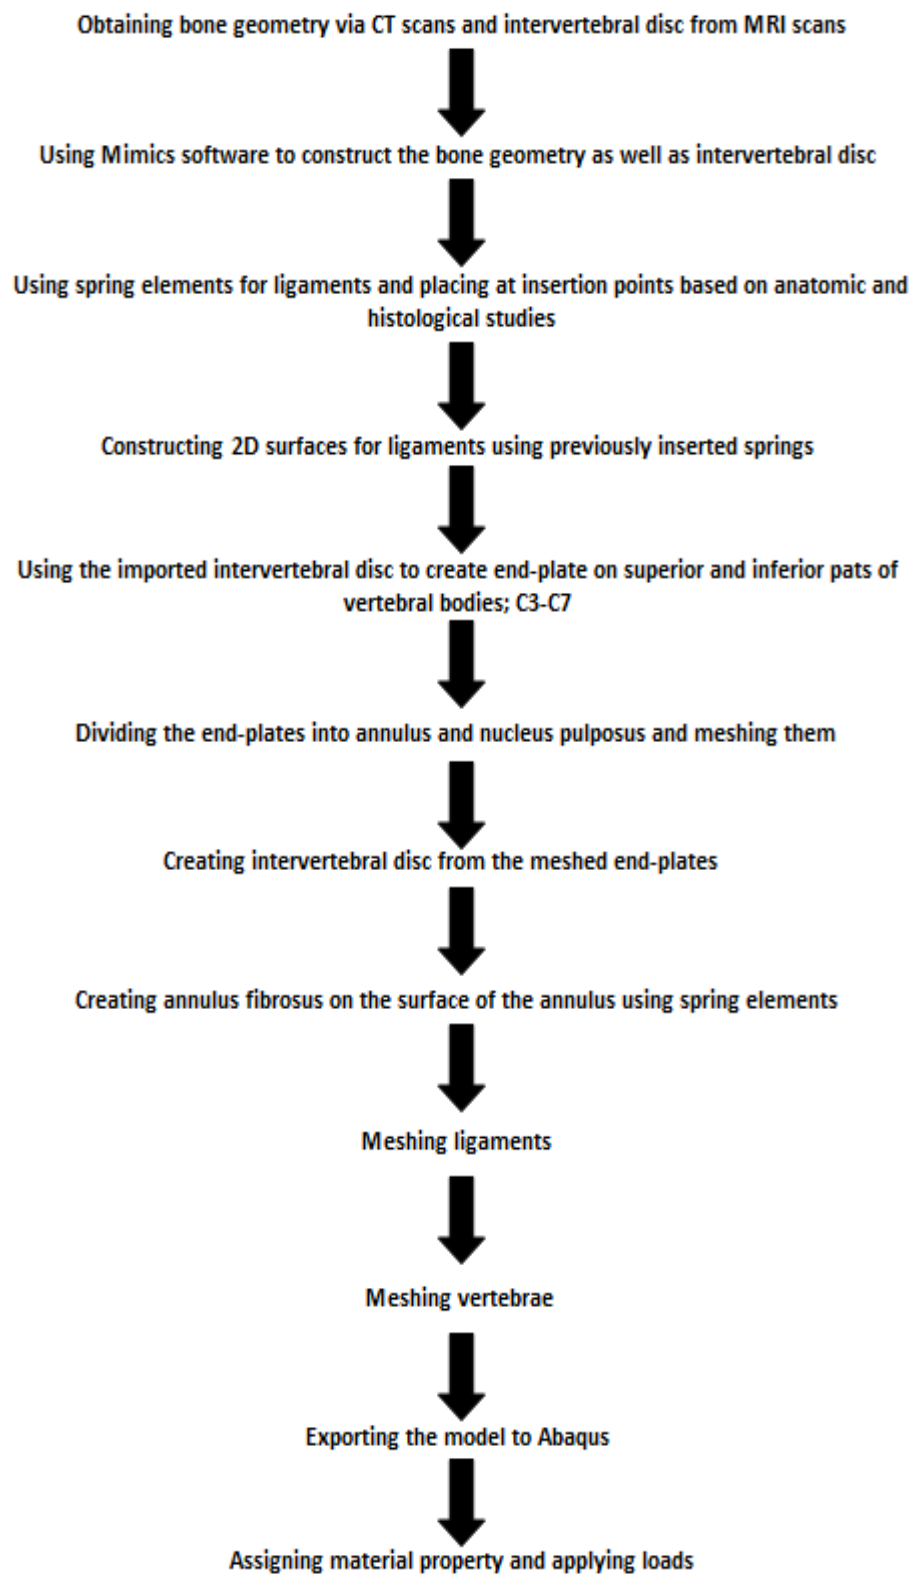 Obtaining bone geometry via CT scans and intervertebral disc from MRI scans
Using Mimics software to construct the bone geometry as well as intervertebral disc
Using spring elements for ligaments and placing at insertion points based on anatomic and
histological studies
Constructing 2D surfaces for ligaments using previously inserted springs
Using the imported intervertebral disc to create end-plate on superior and inferior pats of
vertebral bodies; C3-C7
Dividing the end-plates into annulus and nucleus pulposus and meshing them
Creating intervertebral disc from the meshed end-plates
Creating annulus fibrosus on the surface of the annulus using spring elements
Meshing ligaments
Meshing vertebrae
Exporting the model to Abaqus
Assigning material property and applying loads